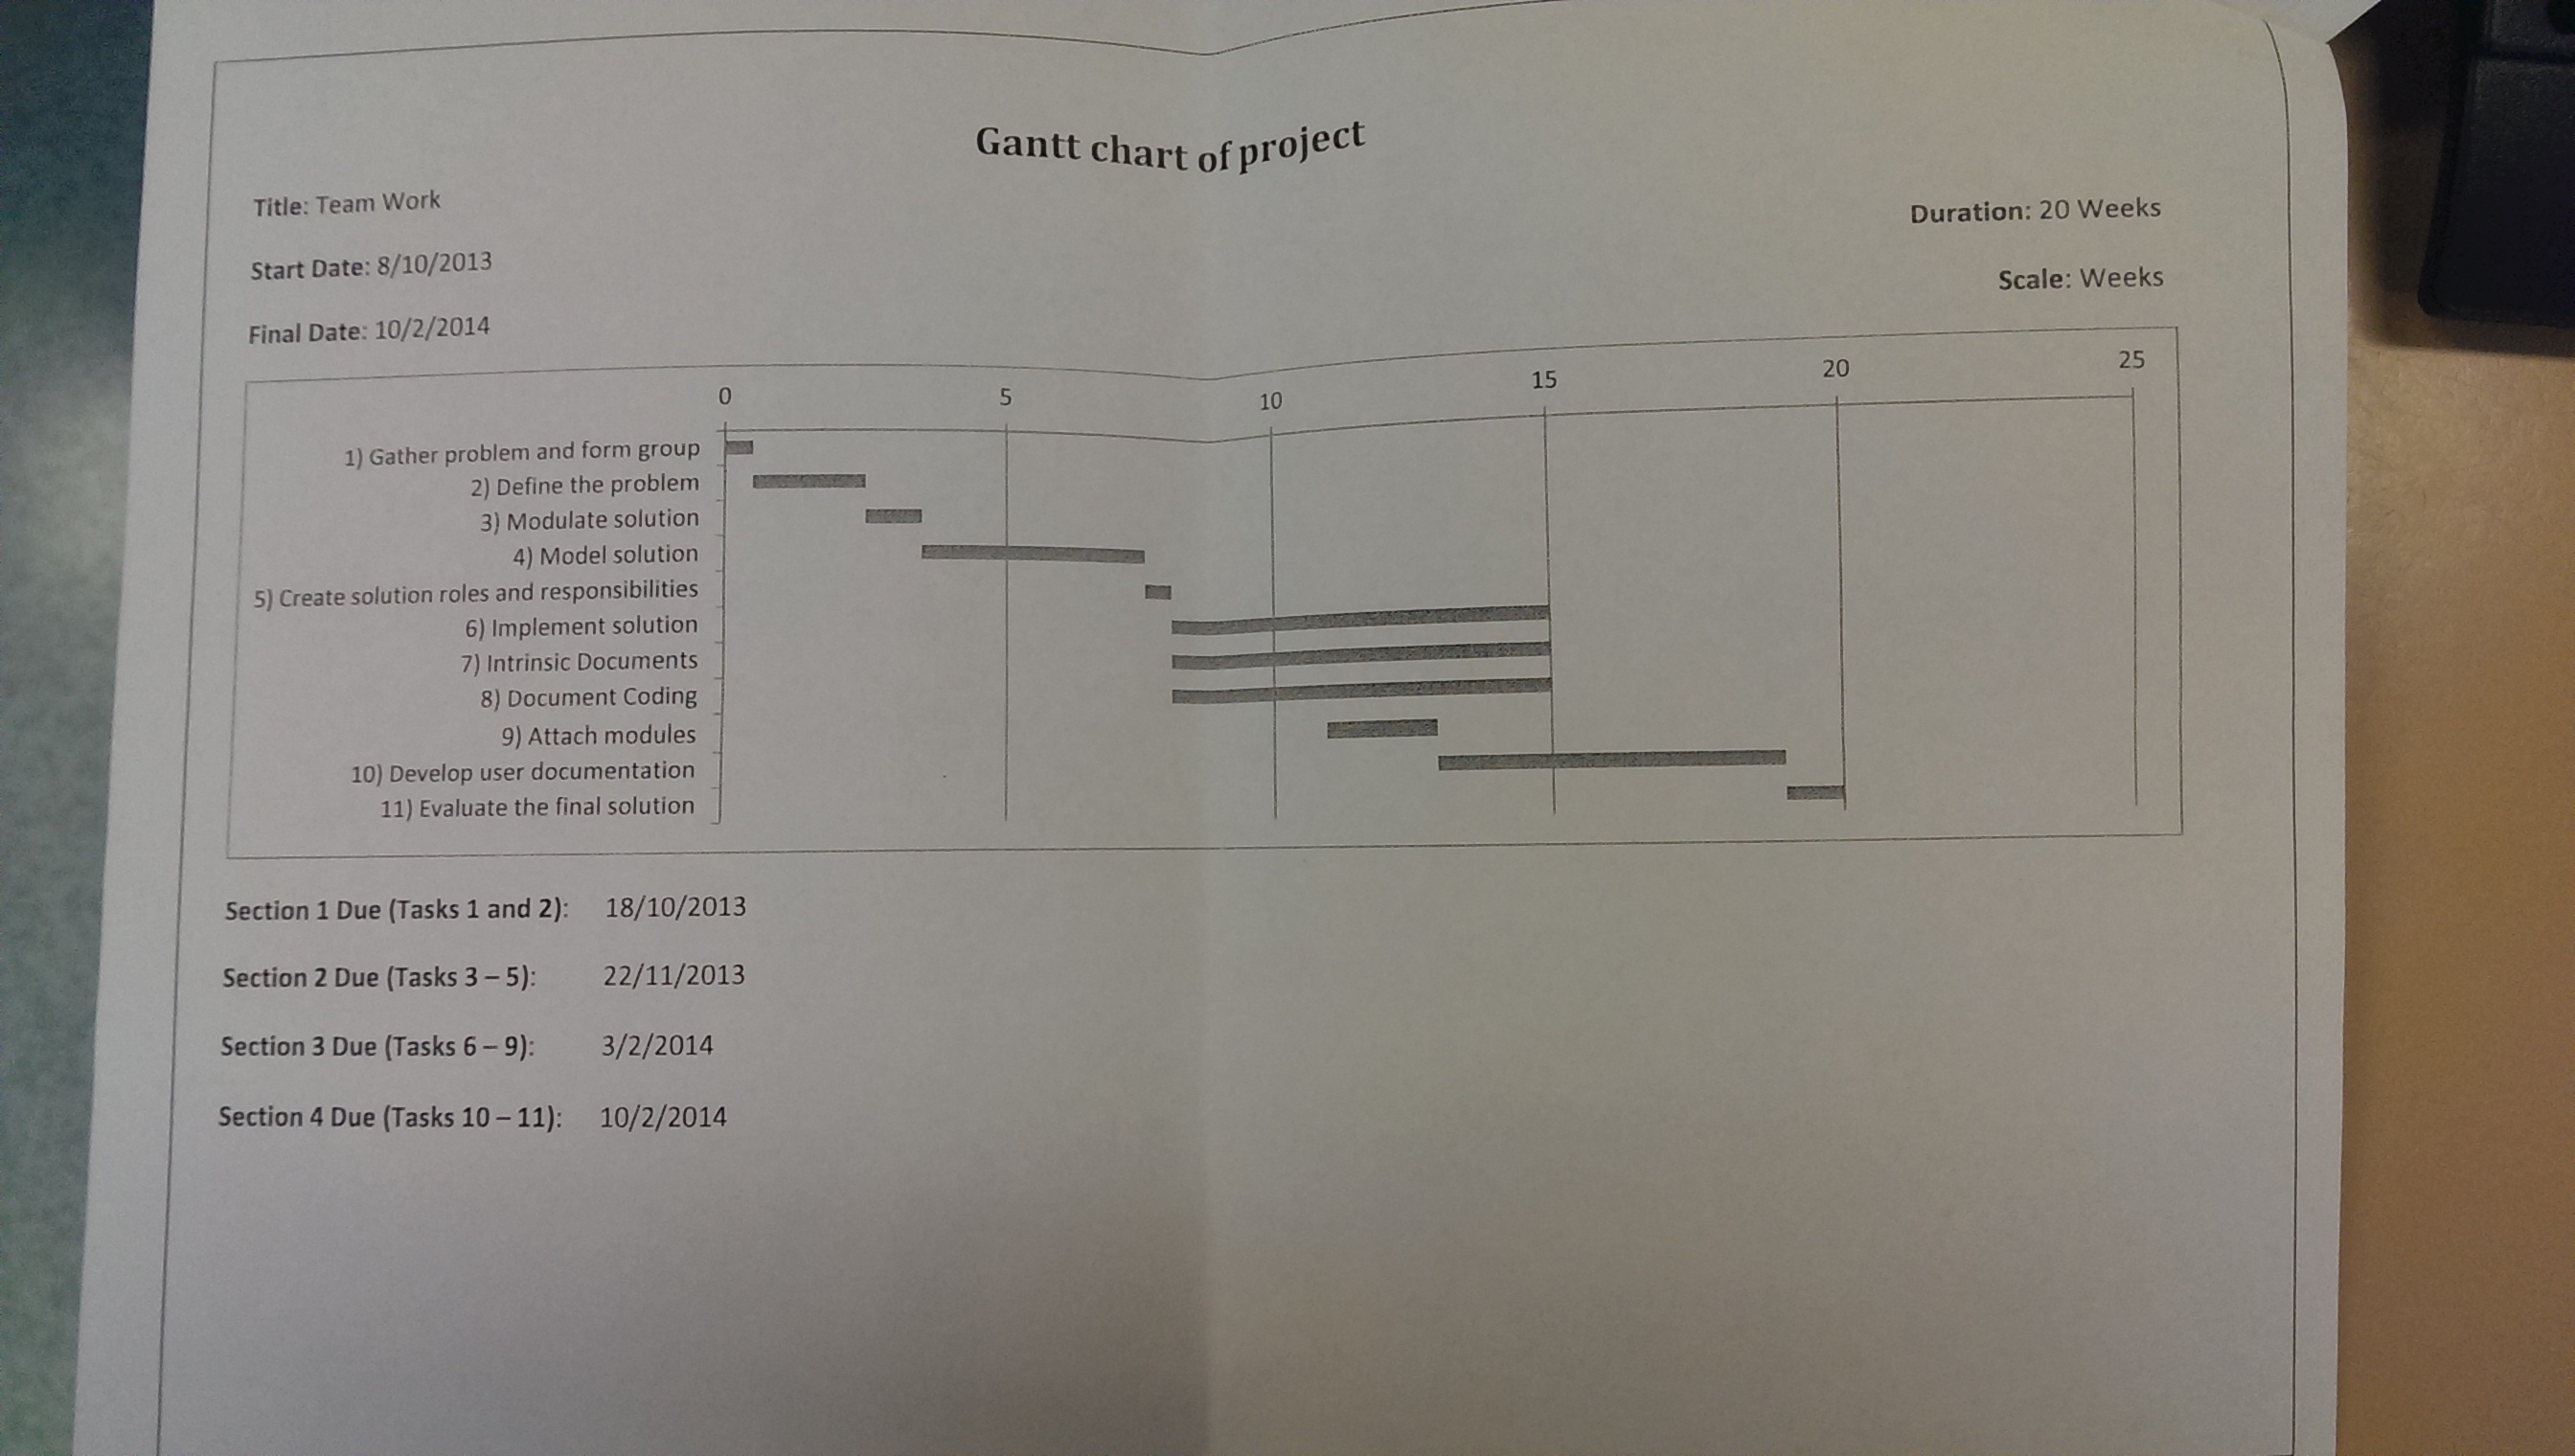 Gantt chart of project
Title: Team Work
Duration: 20 Weeks
Start Date: 8/10/2013
Scale: Weeks
Final Date: 10/2/2014
0 5 10 15 20 25
1) Gather problem and form group
2) Define the problem
3) Modulate solution
4) Model solution
5) Create solution roles and responsibilities
6) Implement solution
7) Intrinsic Documents
8) Document Coding
9) Attach modules
10) Develop user documentation
11) Evaluate the final solution
Section 1 Due (Tasks 1 and 2): 18/10/2013
Section 2 Due (Tasks 3 – 5): 22/11/2013
Section 3 Due (Tasks 6 – 9): 3/2/2014
Section 4 Due (Tasks 10 – 11): 10/2/2014